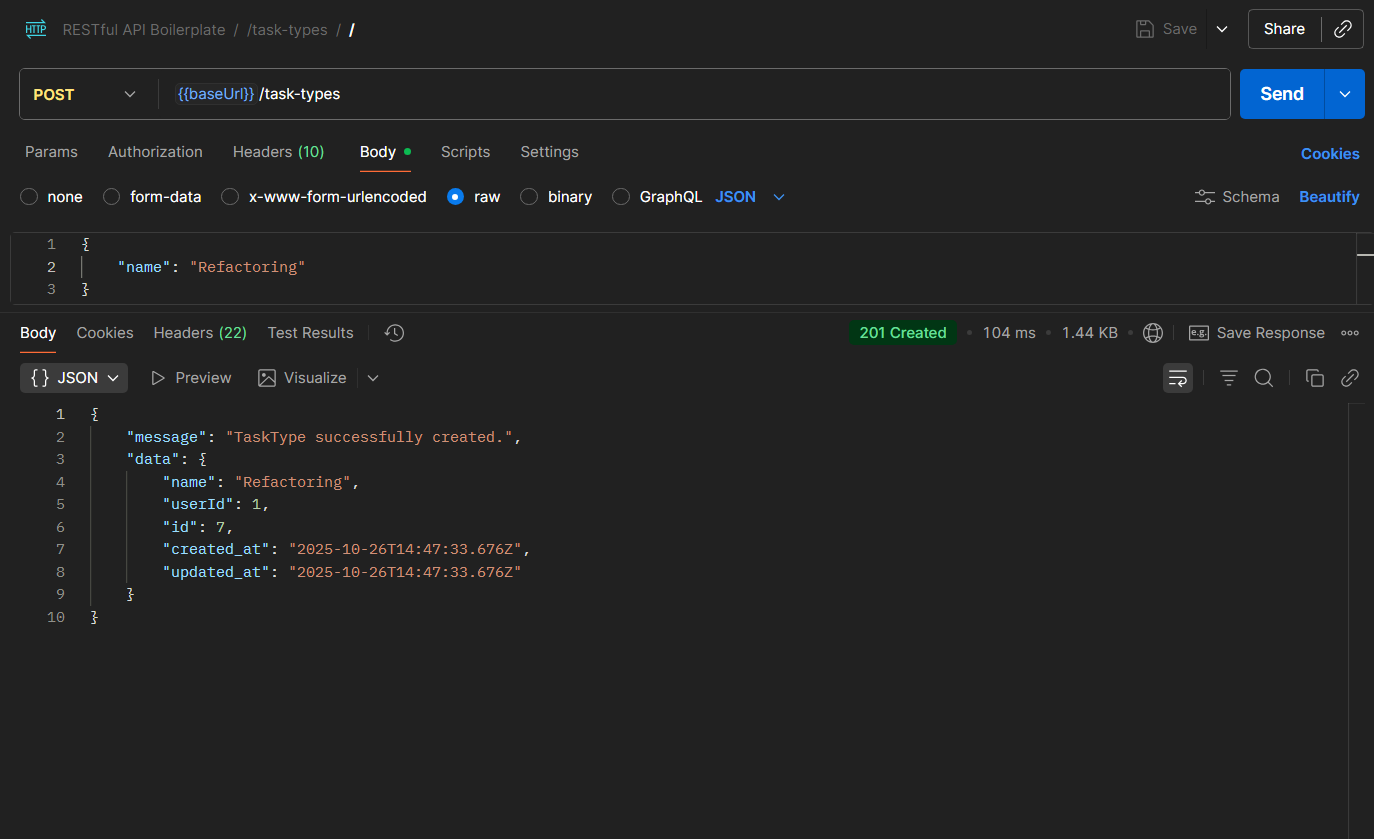 HTTP RESTful API Boilerplate / /task-types / / Save Share
POST {{baseUrl}} /task-types Send
Params Authorization Headers (10) Body Scripts Settings Cookies
none form-data x-www-form-urlencoded raw binary GraphQL JSON Schema Beautify
1 {
2 "name": "Refactoring"
3 }
Body Cookies Headers (22) Test Results 201 Created 104 ms 1.44 KB e.g. Save Response
{} JSON Preview Visualize
1 {
2 "message": "TaskType successfully created.",
3 "data": {
4 "name": "Refactoring",
5 "userId": 1,
6 "id": 7,
7 "created_at": "2025-10-26T14:47:33.676Z",
8 "updated_at": "2025-10-26T14:47:33.676Z"
9 }
10 }